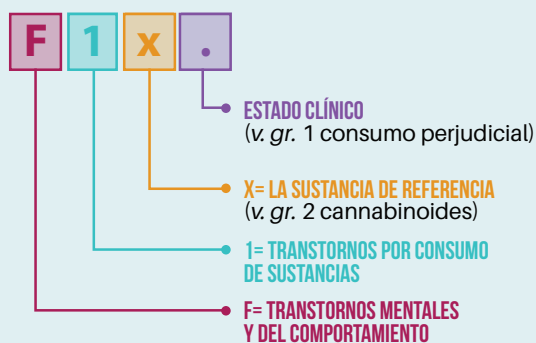 F 1 x .
ESTADO CLÍNICO
(v. gr. 1 consumo perjudicial)
X= LA SUSTANCIA DE REFERENCIA
(v. gr. 2 cannabinoides)
1= TRANSTORNOS POR CONSUMO
DE SUSTANCIAS
F= TRANSTORNOS MENTALES
Y DEL COMPORTAMIENTO